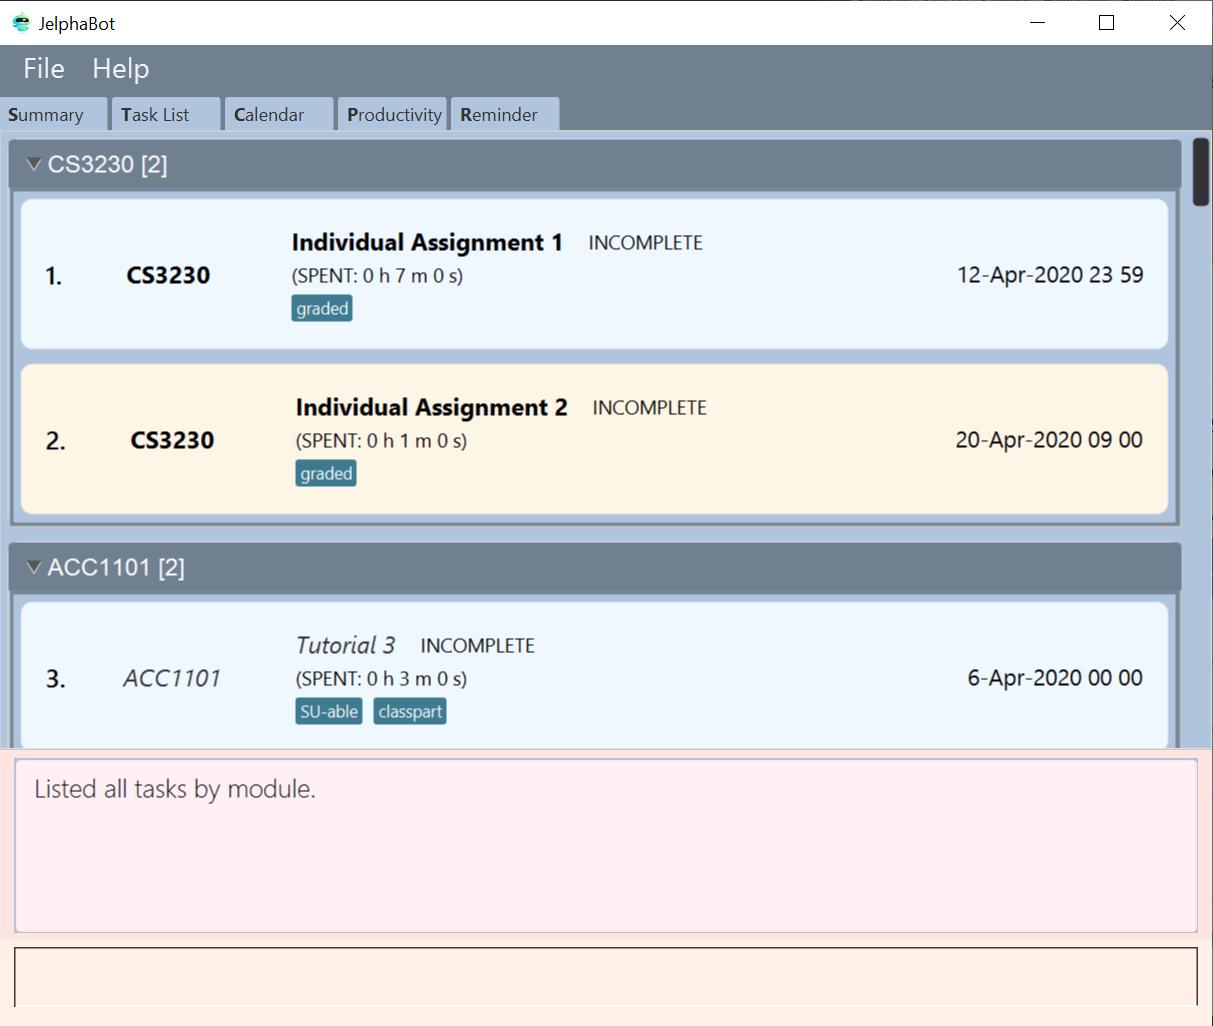 JelphaBot
File Help
Summary Task List Calendar Productivity Reminder
CS3230 [2]
Individual Assignment 1 INCOMPLETE
1. CS3230 (SPENT: 0 h 7 m 0 s) 12-Apr-2020 23 59
graded
Individual Assignment 2 INCOMPLETE
2. CS3230 (SPENT: 0 h 1 m 0 s) 20-Apr-2020 09 00
graded
ACC1101 [2]
Tutorial 3 INCOMPLETE
3. ACC1101 (SPENT: 0 h 3 m 0 s) 6-Apr-2020 00 00
SU-able classpart
Listed all tasks by module.